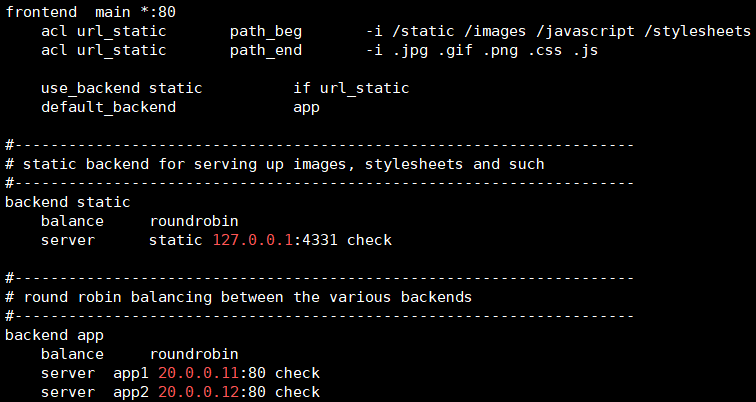 frontend  main *:80
    acl url_static       path_beg       -i /static /images /javascript /stylesheets
    acl url_static       path_end       -i .jpg .gif .png .css .js

    use_backend static          if url_static
    default_backend             app

#---------------------------------------------------------------------
# static backend for serving up images, stylesheets and such
#---------------------------------------------------------------------
backend static
    balance     roundrobin
    server      static 127.0.0.1:4331 check

#---------------------------------------------------------------------
# round robin balancing between the various backends
#---------------------------------------------------------------------
backend app
    balance     roundrobin
    server  app1 20.0.0.11:80 check
    server  app2 20.0.0.12:80 check